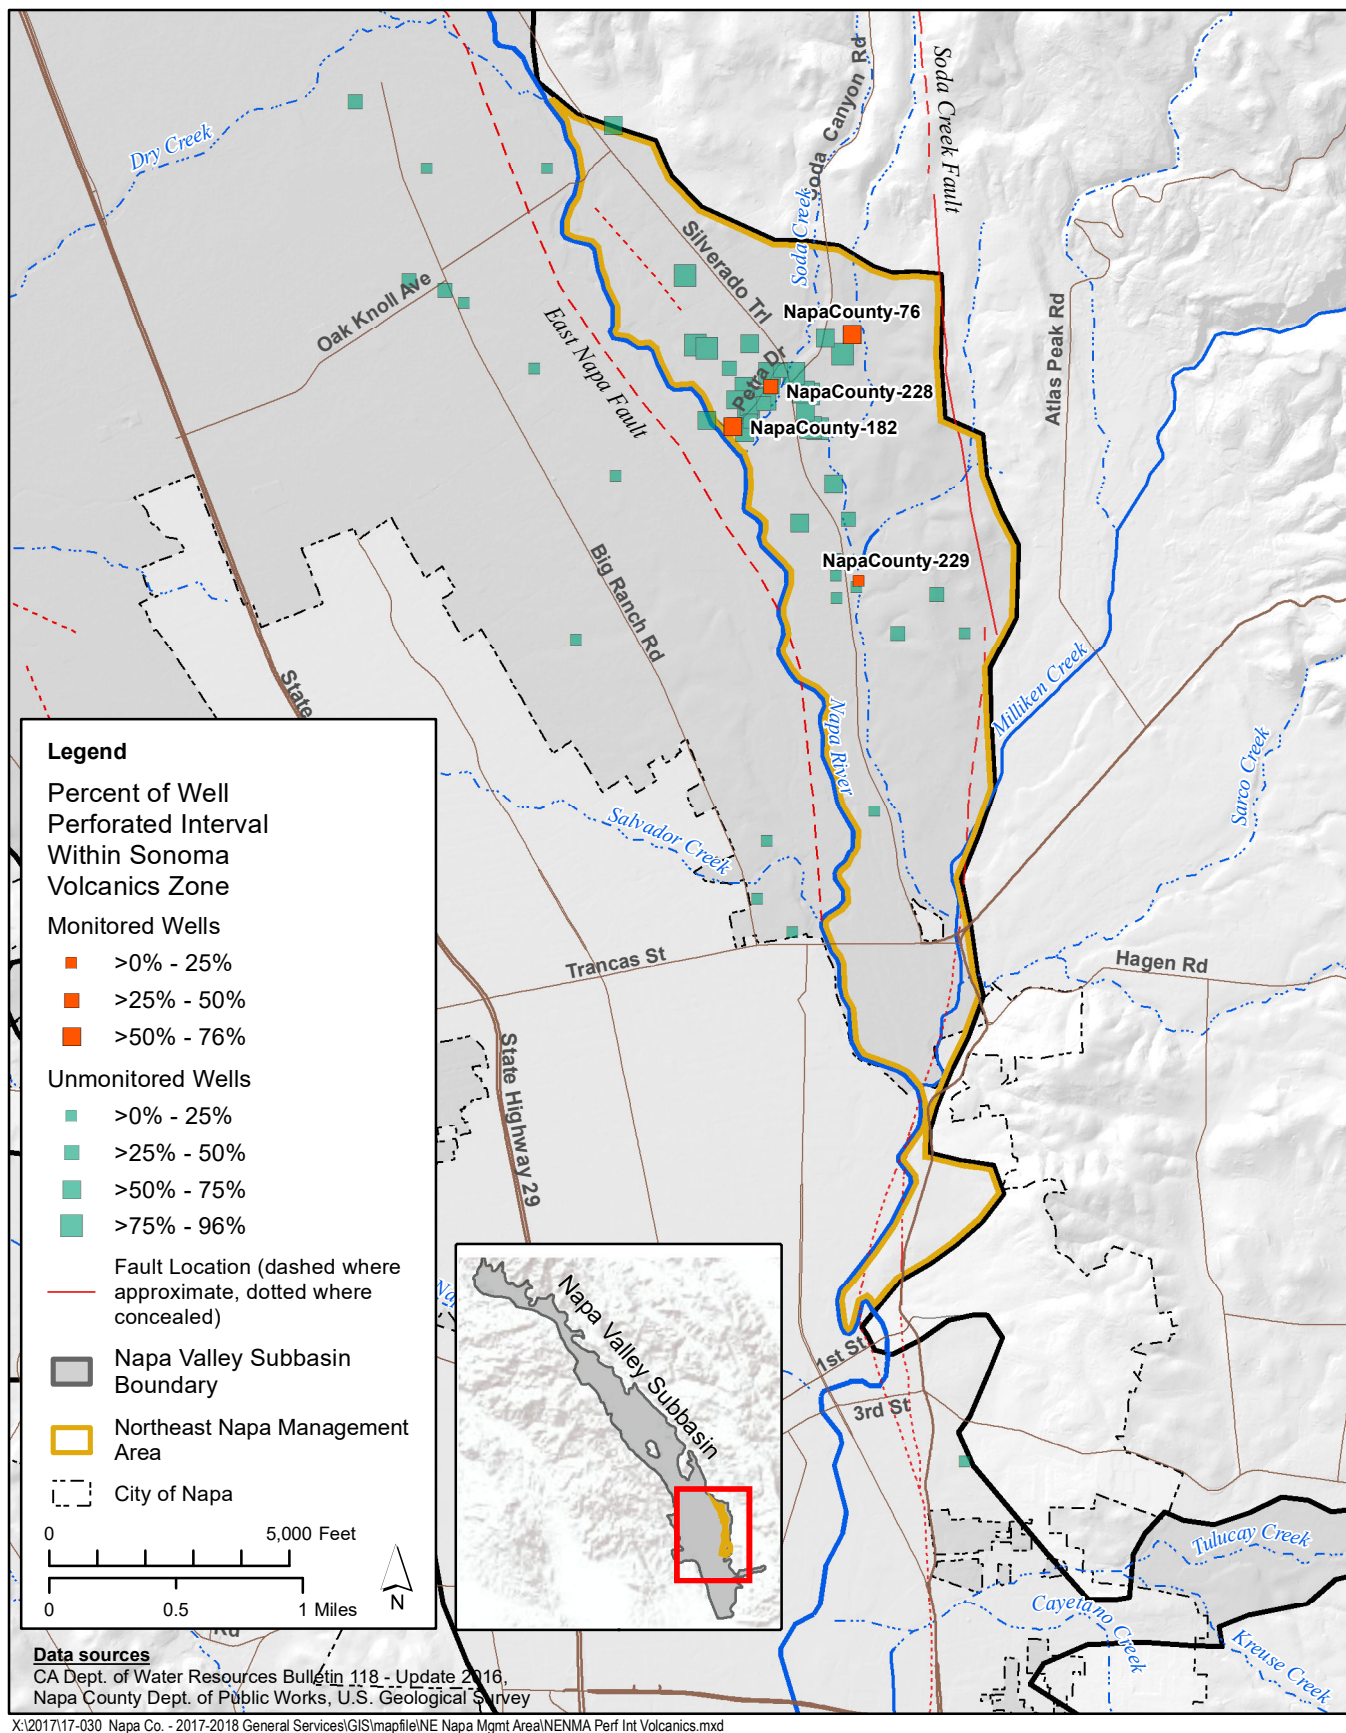 Dry Creek
Soda Canyon Rd
Soda Creek Fault
Soda Creek
Silverado Trl
Oak Knoll Ave
East Napa Fault
NapaCounty-76
Petra Dr
NapaCounty-228
NapaCounty-182
Atlas Peak Rd
NapaCounty-229
Big Ranch Rd
State
Milliken Creek
Napa River
Sarco Creek
Salvador Creek
Trancas St
Hagen Rd
State Highway 29
1st St
3rd St
Tulucay Creek
Cayetano Creek
Kreuse Creek
Legend
Percent of Well
Perforated Interval
Within Sonoma
Volcanics Zone
Monitored Wells
>0% - 25%
>25% - 50%
>50% - 76%
Unmonitored Wells
>0% - 25%
>25% - 50%
>50% - 75%
>75% - 96%
Fault Location (dashed where
approximate, dotted where
concealed)
Napa Valley Subbasin
Boundary
Northeast Napa Management
Area
City of Napa
0 5,000 Feet
0 0.5 1 Miles
N
Napa Valley Subbasin
Rd
Data sources
CA Dept. of Water Resources Bulletin 118 - Update 2016,
Napa County Dept. of Public Works, U.S. Geological Survey
X:\2017\17-030 Napa Co. - 2017-2018 General Services\GIS\mapfile\NE Napa Mgmt Area\NENMA Perf Int Volcanics.mxd